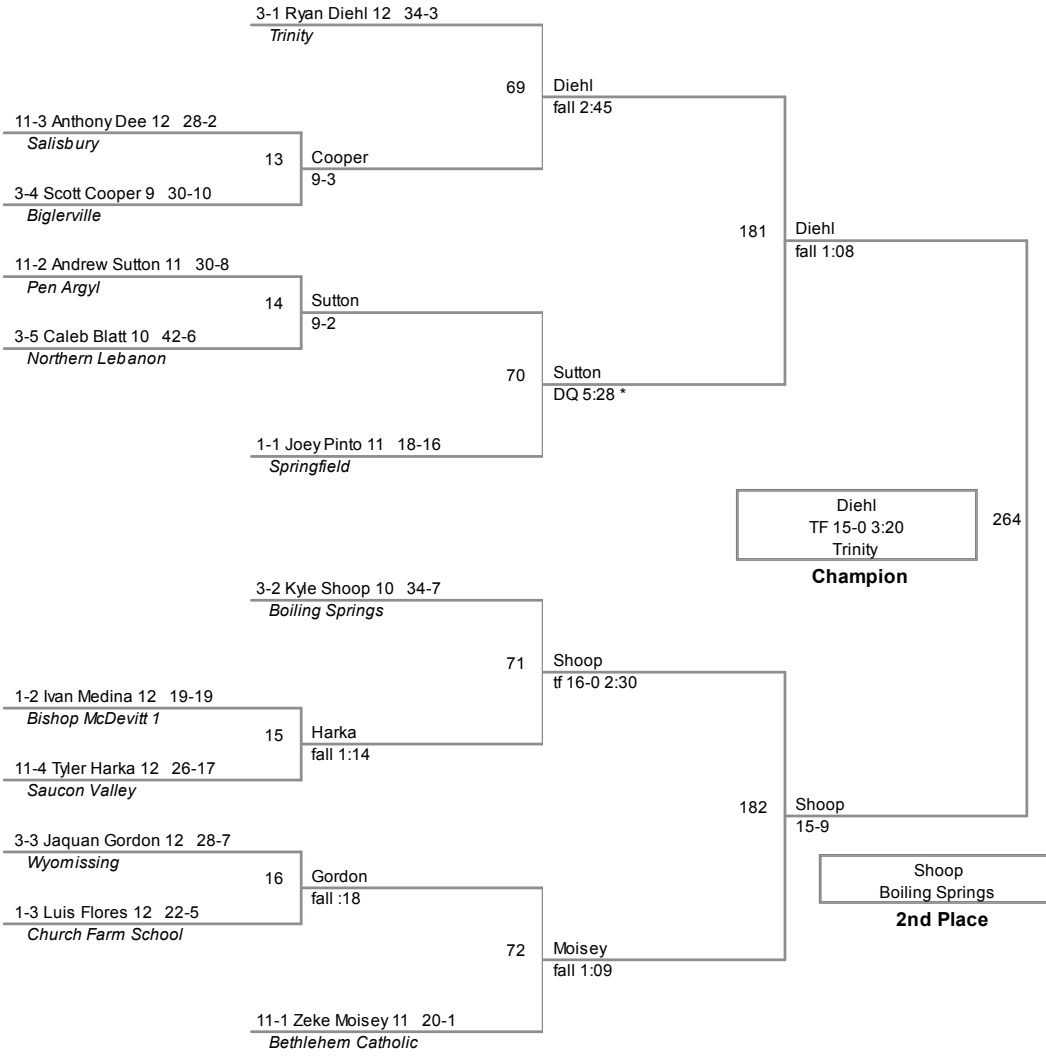 3-1 Ryan Diehl 12 34-3
Trinity
69
Diehl
fall 2:45
11-3 Anthony Dee 12 28-2
Salisbury
13
Cooper
9-3
3-4 Scott Cooper 9 30-10
Biglerville
181
Diehl
fall 1:08
11-2 Andrew Sutton 11 30-8
Pen Argyl
14
Sutton
9-2
3-5 Caleb Blatt 10 42-6
Northern Lebanon
70
Sutton
DQ 5:28 *
1-1 Joey Pinto 11 18-16
Springfield
Diehl
TF 15-0 3:20
Trinity
Champion
264
3-2 Kyle Shoop 10 34-7
Boiling Springs
71
Shoop
tf 16-0 2:30
1-2 Ivan Medina 12 19-19
Bishop McDevitt 1
15
Harka
fall 1:14
11-4 Tyler Harka 12 26-17
Saucon Valley
182
Shoop
15-9
3-3 Jaquan Gordon 12 28-7
Wyomissing
16
Gordon
fall :18
1-3 Luis Flores 12 22-5
Church Farm School
Shoop
Boiling Springs
2nd Place
72
Moisey
fall 1:09
11-1 Zeke Moisey 11 20-1
Bethlehem Catholic